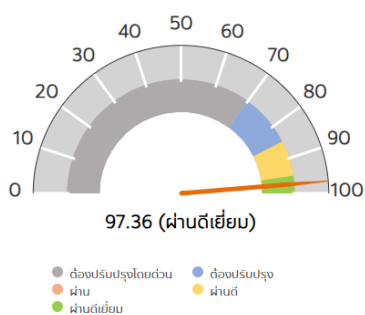 50
40 60
30 70
20 80
10 90
0 100
97.36 (ผ่านดีเยี่ยม)
ต้องปรับปรุงโดยด่วน ต้องปรับปรุง
ผ่าน ผ่านดี
ผ่านดีเยี่ยม